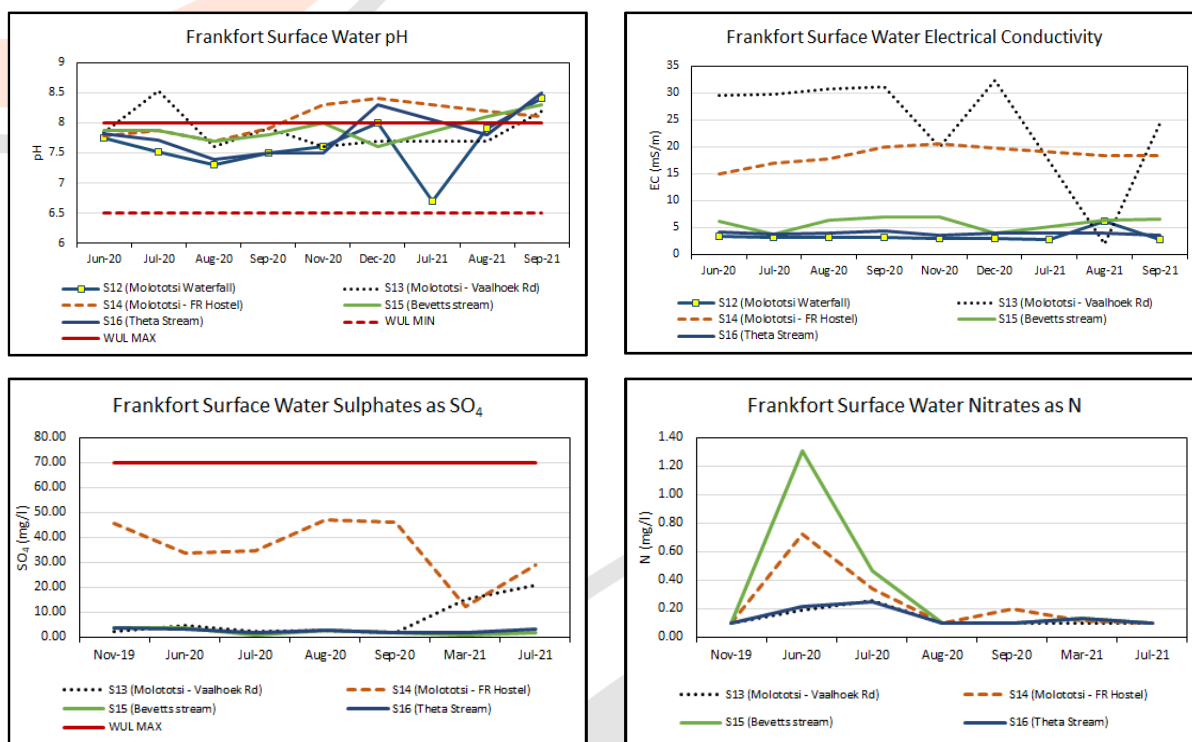 Frankfort Surface Water pH
9
8.5
8
7.5
7
6.5
6
pH
Jun-20 Jul-20 Aug-20 Sep-20 Nov-20 Dec-20 Jul-21 Aug-21 Sep-21
S12 (Molototsi Waterfall) S13 (Molototsi - Vaalhoek Rd)
S14 (Molototsi - FR Hostel) S15 (Bevetts stream)
S16 (Theta Stream) WUL MIN
WUL MAX
Frankfort Surface Water Electrical Conductivity
35
30
25
20
15
10
5
0
EC (mS/m)
Jun-20 Jul-20 Aug-20 Sep-20 Nov-20 Dec-20 Jul-21 Aug-21 Sep-21
S12 (Molototsi Waterfall) S13 (Molototsi - Vaalhoek Rd)
S14 (Molototsi - FR Hostel) S15 (Bevetts stream)
S16 (Theta Stream)
Frankfort Surface Water Sulphates as SO₄
80.00
70.00
60.00
50.00
40.00
30.00
20.00
10.00
0.00
SO₄ (mg/l)
Nov-19 Jun-20 Jul-20 Aug-20 Sep-20 Mar-21 Jul-21
S13 (Molototsi - Vaalhoek Rd) S14 (Molototsi - FR Hostel)
S15 (Bevetts stream) S16 (Theta Stream)
WUL MAX
Frankfort Surface Water Nitrates as N
1.40
1.20
1.00
0.80
0.60
0.40
0.20
0.00
N (mg/l)
Nov-19 Jun-20 Jul-20 Aug-20 Sep-20 Mar-21 Jul-21
S13 (Molototsi - Vaalhoek Rd) S14 (Molototsi - FR Hostel)
S15 (Bevetts stream) S16 (Theta Stream)